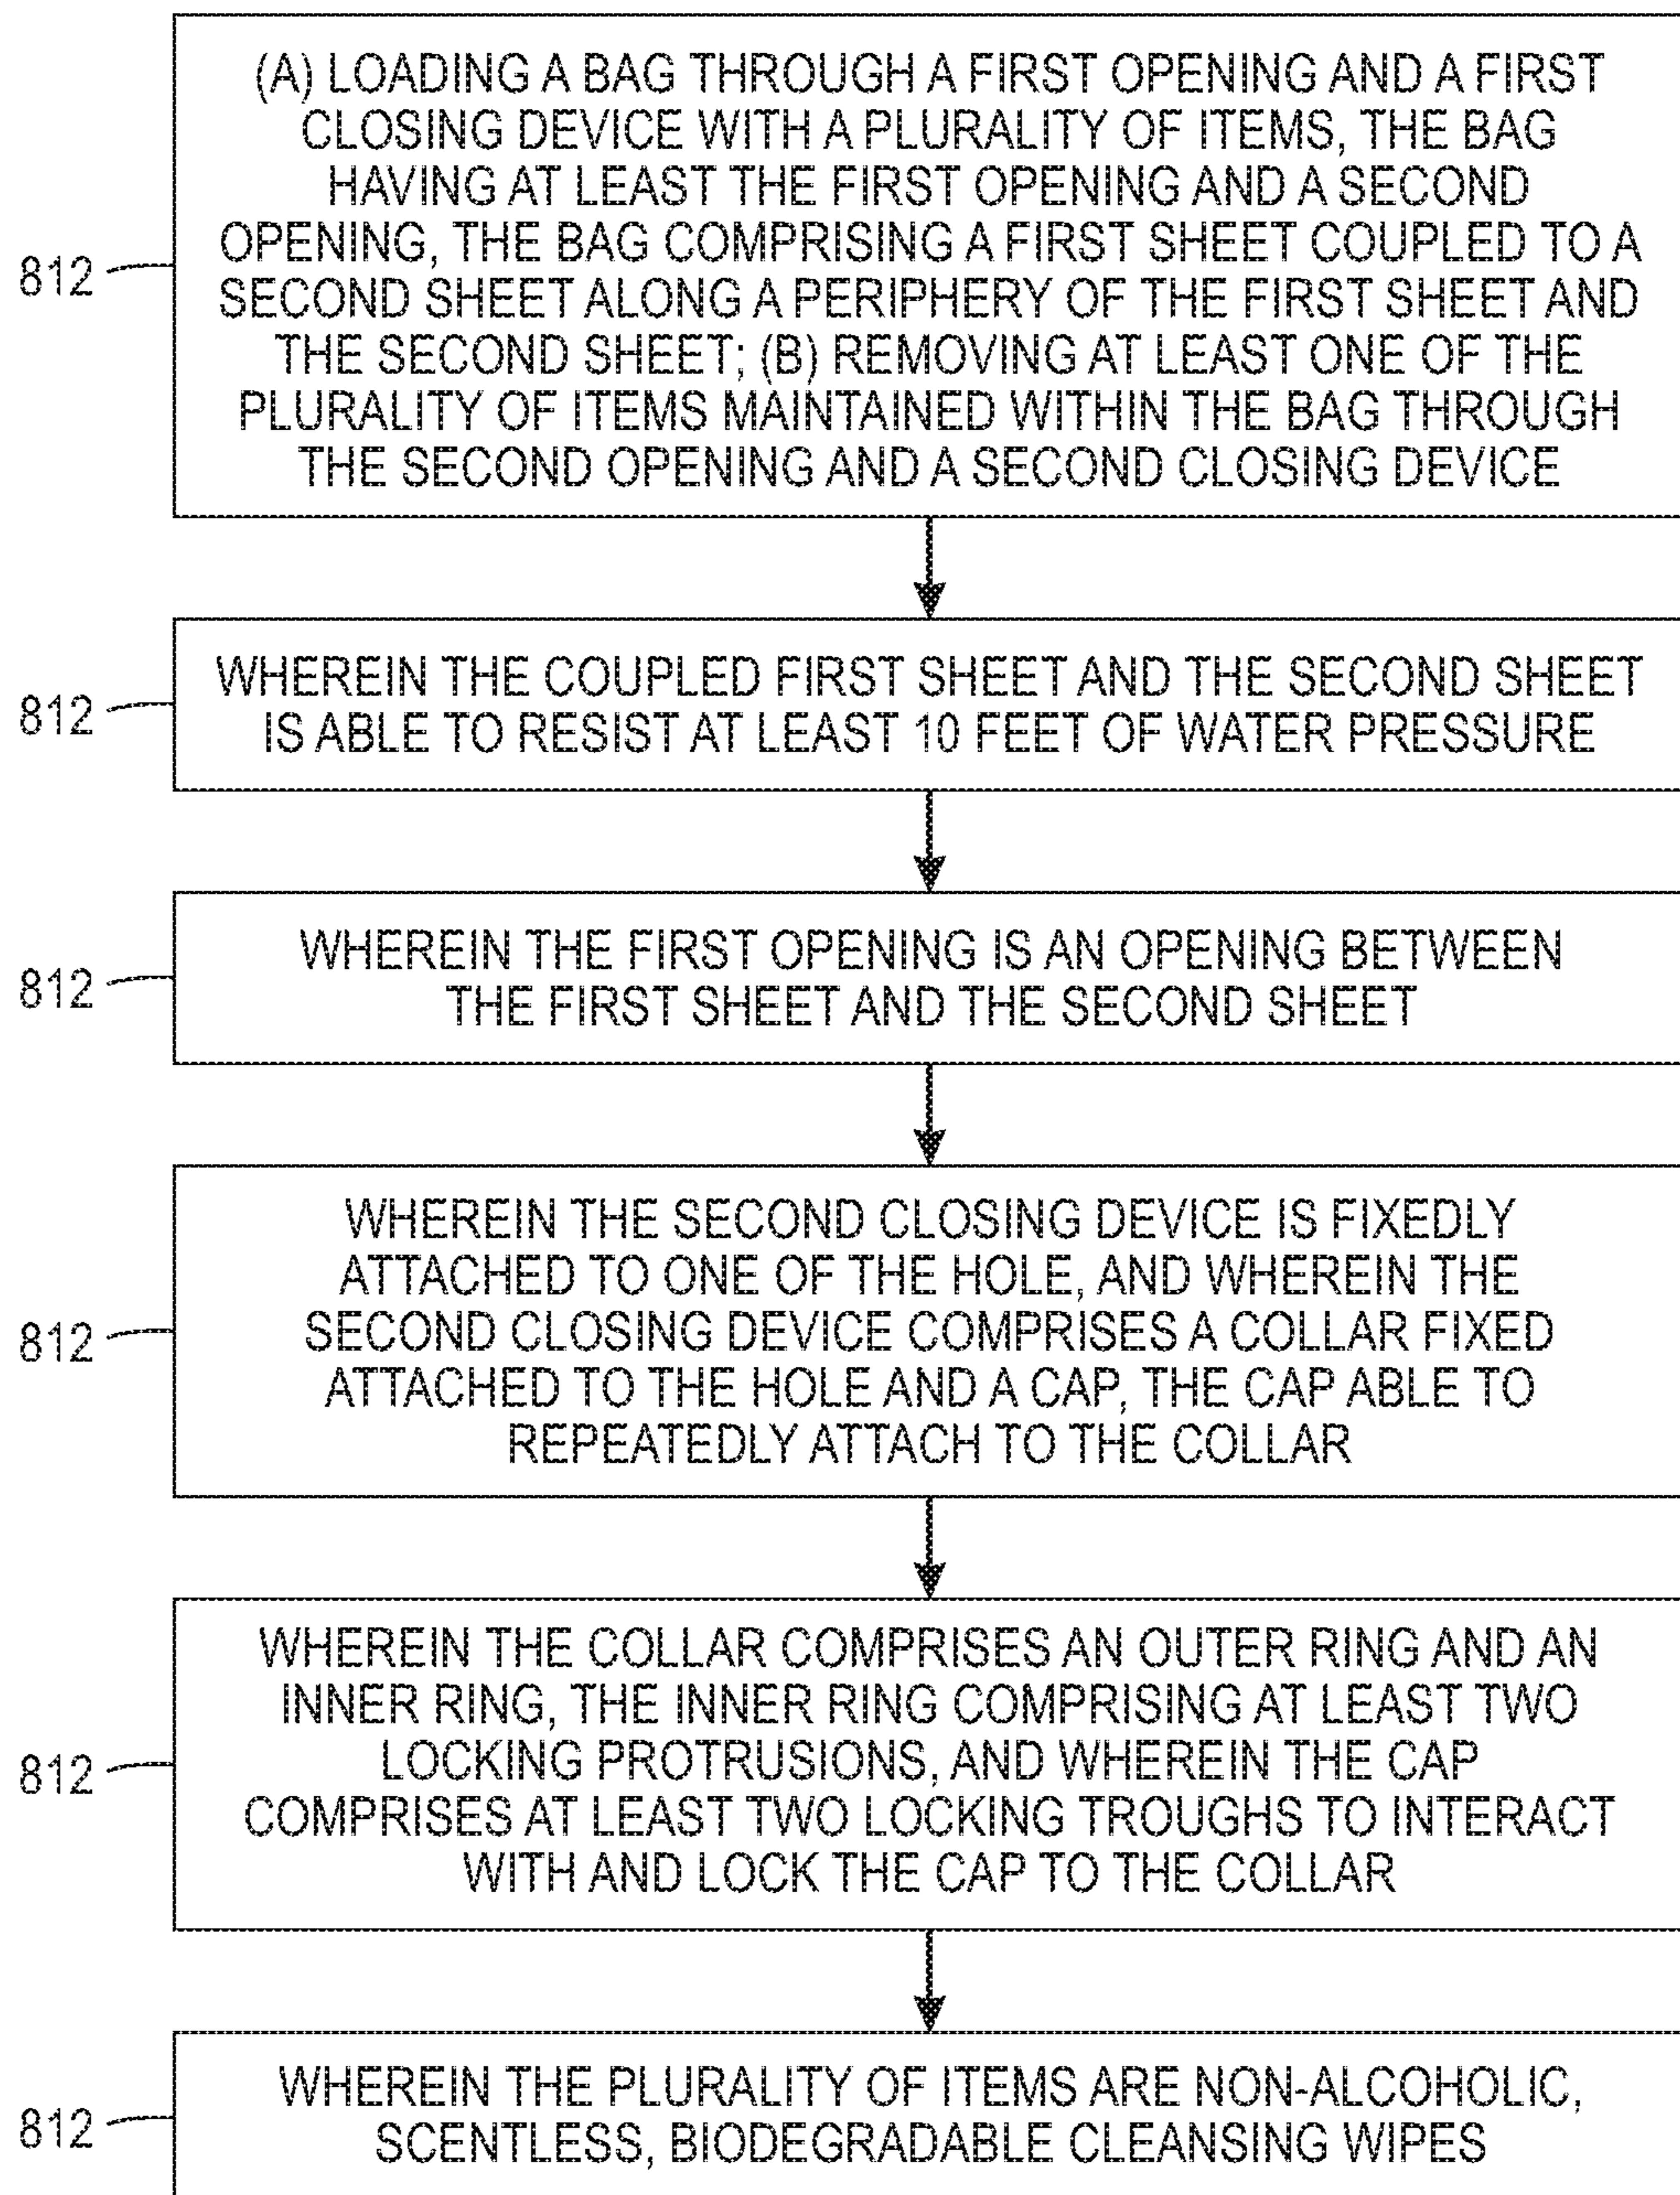 (A) LOADING A BAG THROUGH A FIRST OPENING AND A FIRST
CLOSING DEVICE WITH A PLURALITY OF ITEMS, THE BAG
HAVING AT LEAST THE FIRST OPENING AND A SECOND
OPENING, THE BAG COMPRISING A FIRST SHEET COUPLED TO A
812
SECOND SHEET ALONG A PERIPHERY OF THE FIRST SHEET AND
THE SECOND SHEET; (B) REMOVING AT LEAST ONE OF THE
PLURALITY OF ITEMS MAINTAINED WITHIN THE BAG THROUGH
THE SECOND OPENING AND A SECOND CLOSING DEVICE
WHEREIN THE COUPLED FIRST SHEET AND THE SECOND SHEET
812
IS ABLE TO RESIST AT LEAST 10 FEET OF WATER PRESSURE
WHEREIN THE FIRST OPENING IS AN OPENING BETWEEN
812
THE FIRST SHEET AND THE SECOND SHEET
WHEREIN THE SECOND CLOSING DEVICE IS FIXEDLY
ATTACHED TO ONE OF THE HOLE, AND WHEREIN THE
812
SECOND CLOSING DEVICE COMPRISES A COLLAR FIXED
ATTACHED TO THE HOLE AND A CAP, THE CAP ABLE TO
REPEATEDLY ATTACH TO THE COLLAR
WHEREIN THE COLLAR COMPRISES AN OUTER RING AND AN
INNER RING, THE INNER RING COMPRISING AT LEAST TWO
812
LOCKING PROTRUSIONS, AND WHEREIN THE CAP
COMPRISES AT LEAST TWO LOCKING TROUGHS TO INTERACT
WITH AND LOCK THE CAP TO THE COLLAR
WHEREIN THE PLURALITY OF ITEMS ARE NON-ALCOHOLIC,
812
SCENTLESS, BIODEGRADABLE CLEANSING WIPES